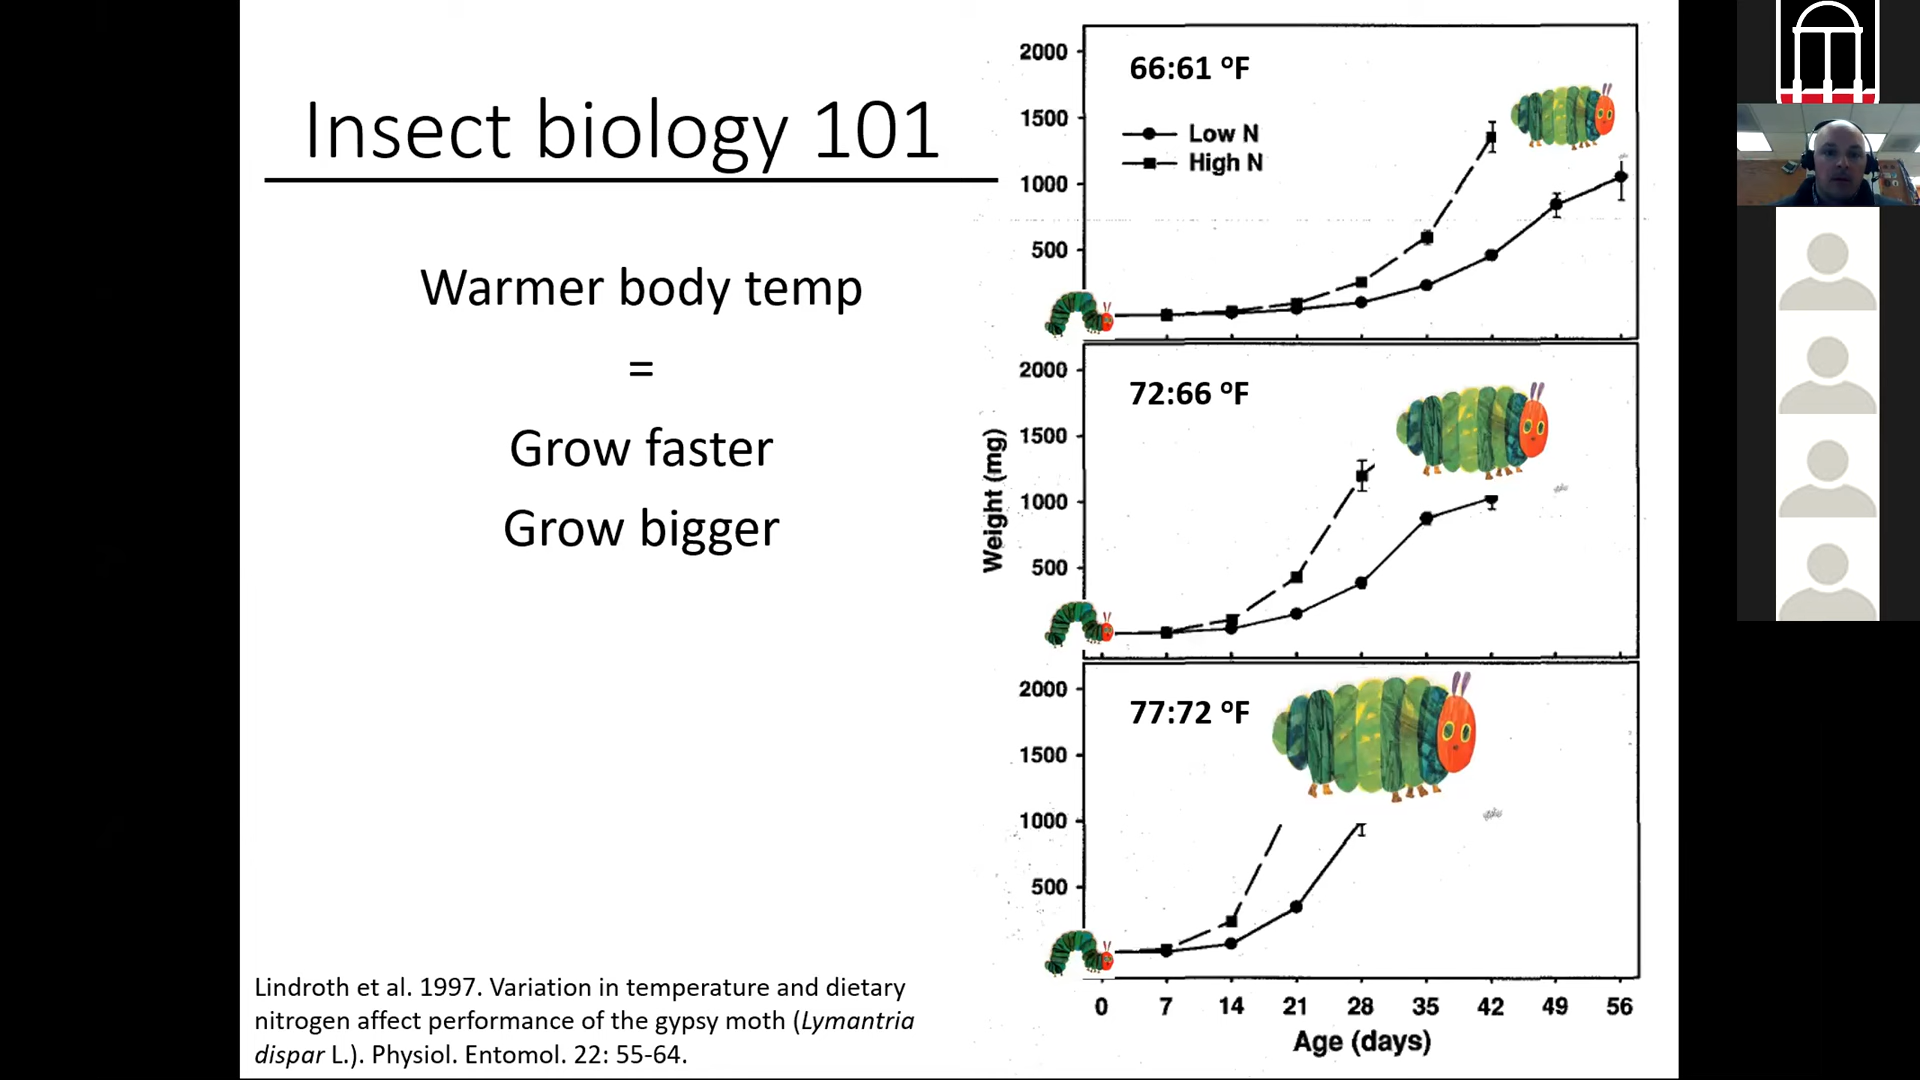 Insect biology 101
Warmer body temp
=
Grow faster
Grow bigger
Lindroth et al. 1997. Variation in temperature and dietary
nitrogen affect performance of the gypsy moth (Lymantria
dispar L.). Physiol. Entomol. 22: 55-64.
Weight (mg)
66:61 °F
Low N
High N
2000
1500
1000
500
72:66 °F
2000
1500
1000
500
77:72 °F
2000
1500
1000
500
0 7 14 21 28 35 42 49 56
Age (days)